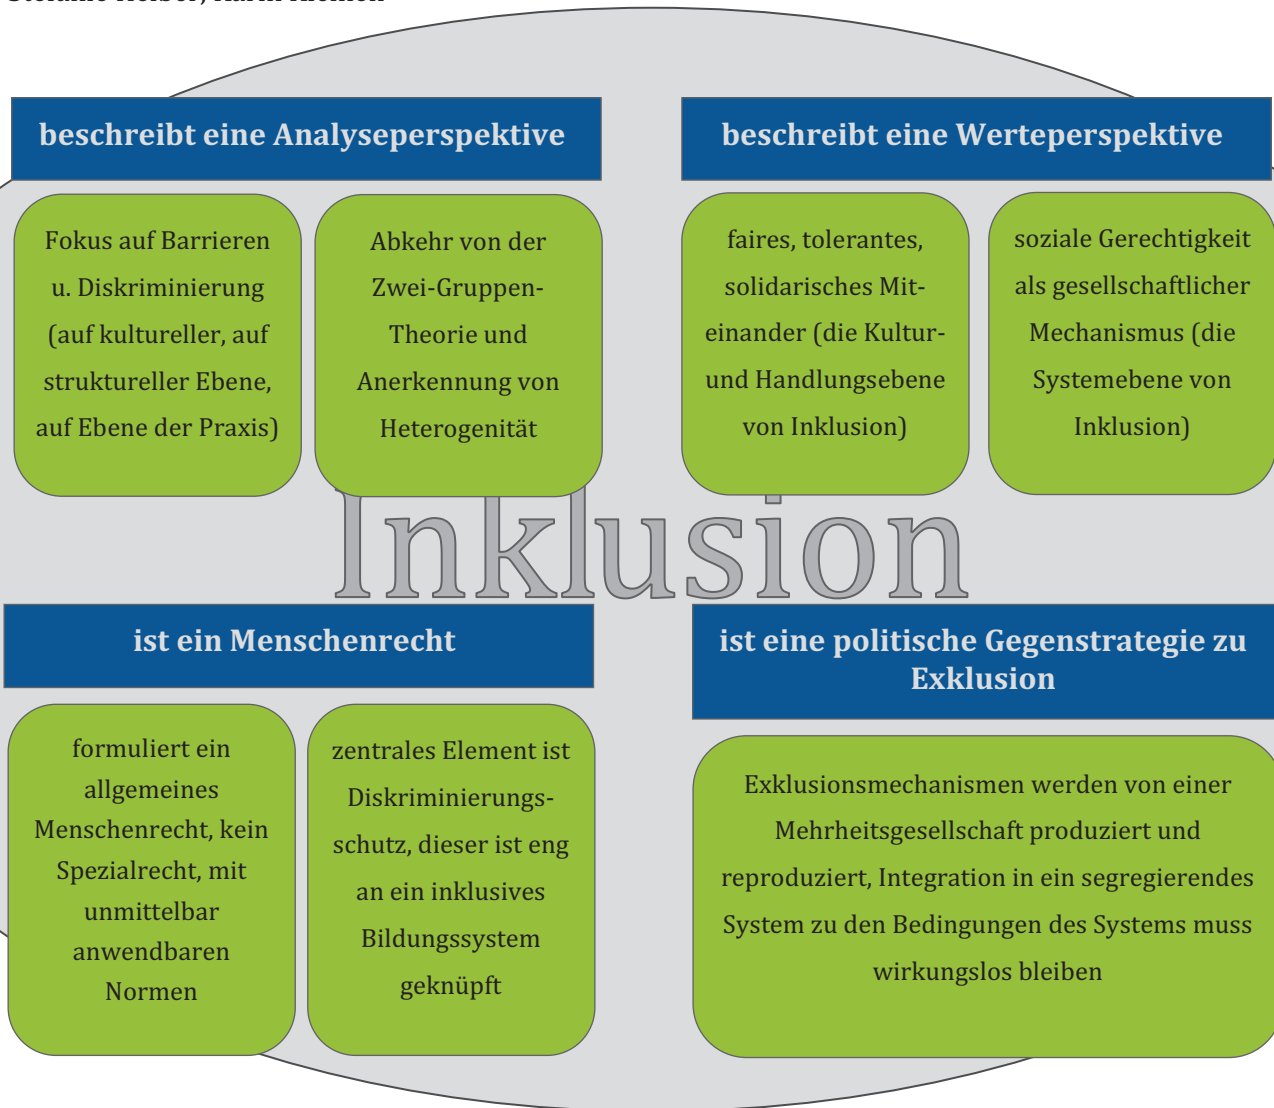 beschreibt eine Analyseperspektive
Fokus auf Barrieren
u. Diskriminierung
(auf kultureller, auf
struktureller Ebene,
auf Ebene der Praxis)
Abkehr von der
Zwei-Gruppen-
Theorie und
Anerkennung von
Heterogenität
beschreibt eine Werteperspektive
faires, tolerantes,
solidarisches Mit-
einander (die Kultur-
und Handlungsebene
von Inklusion)
soziale Gerechtigkeit
als gesellschaftlicher
Mechanismus (die
Systemebene von
Inklusion)
Inklusion
ist ein Menschenrecht
formuliert ein
allgemeines
Menschenrecht, kein
Spezialrecht, mit
unmittelbar
anwendbaren
Normen
zentrales Element ist
Diskriminierungs-
schutz, dieser ist eng
an ein inklusives
Bildungssystem
geknüpft
ist eine politische Gegenstrategie zu
Exklusion
Exklusionsmechanismen werden von einer
Mehrheitsgesellschaft produziert und
reproduziert, Integration in ein segregierendes
System zu den Bedingungen des Systems muss
wirkungslos bleiben